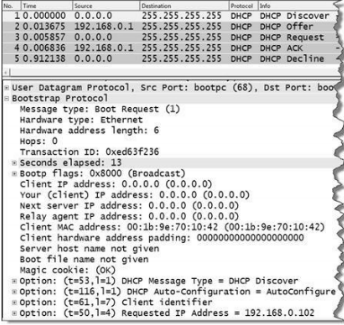 No. Time Source Destination Protocol Info
1 0.000000 0.0.0.0 255.255.255.255 DHCP DHCP Discover
2 0.013675 192.168.0.1 255.255.255.255 DHCP DHCP Offer
3 0.005857 0.0.0.0 255.255.255.255 DHCP DHCP Request
4 0.006836 192.168.0.1 255.255.255.255 DHCP DHCP ACK
5 0.912138 0.0.0.0 255.255.255.255 DHCP DHCP Decline
User Datagram Protocol, Src Port: bootpc (68), Dst Port: boo
Bootstrap Protocol
Message type: Boot Request (1)
Hardware type: Ethernet
Hardware address length: 6
Hops: 0
Transaction ID: 0xed63f236
Seconds elapsed: 13
Bootp flags: 0x8000 (Broadcast)
Client IP address: 0.0.0.0 (0.0.0.0)
Your (client) IP address: 0.0.0.0 (0.0.0.0)
Next server IP address: 0.0.0.0 (0.0.0.0)
Relay agent IP address: 0.0.0.0 (0.0.0.0)
Client MAC address: 00:1b:9e:70:10:42 (00:1b:9e:70:10:42)
Client hardware address padding: 00000000000000000000
Server host name not given
Boot file name not given
Magic cookie: (OK)
Option: (t=53,l=1) DHCP Message Type = DHCP Discover
Option: (t=116,l=1) DHCP Auto-Configuration = AutoConfigure
Option: (t=61,l=7) Client identifier
Option: (t=50,l=4) Requested IP Address = 192.168.0.102